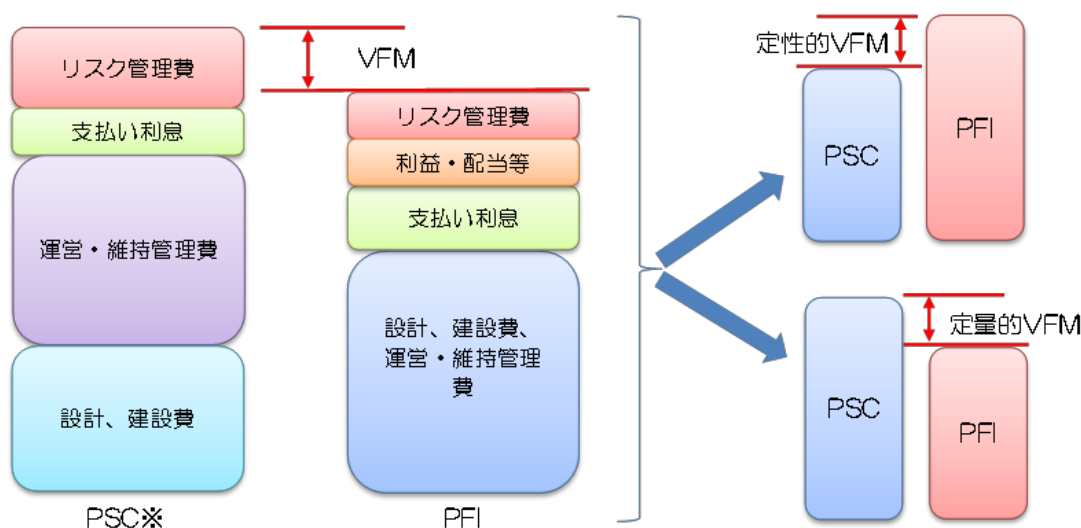 リスク管理費
支払い利息
運営・維持管理費
設計、建設費
PSC※
VFM
リスク管理費
利益・配当等
支払い利息
設計、建設費、
運営・維持管理
費
PFI
定性的VFM
PSC
PFI
定量的VFM
PSC
PFI